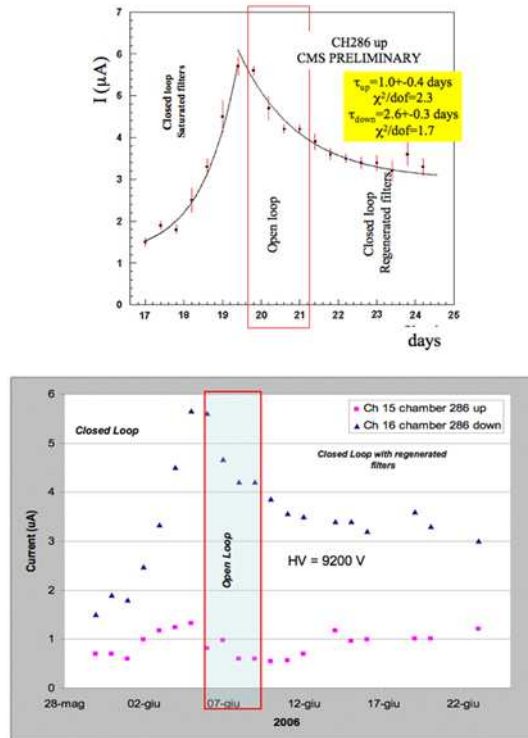 CH286 up
CMS PRELIMINARY
τup=1.0+-0.4 days
χ²/dof=2.3
τdown=2.6+-0.3 days
χ²/dof=1.7
I (μA)
7
6
5
4
3
2
1
0
Closed loop
Saturated filters
Open loop
Closed loop
Regenerated filters
17 18 19 20 21 22 23 24 25
days
Current (uA)
6
5
4
3
2
1
0
Closed Loop
Open Loop
Ch 15 chamber 286 up
Ch 16 chamber 286 down
Closed Loop with regenerated
filters
HV = 9200 V
28-mag 02-giu 07-giu 12-giu 17-giu 22-giu
2006